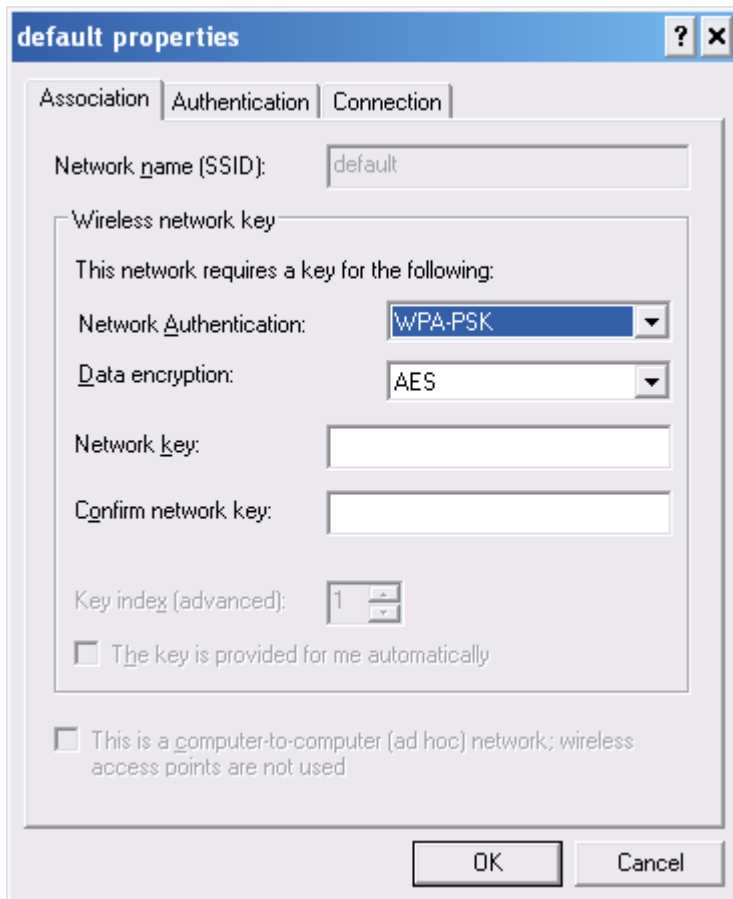 default properties
Association Authentication Connection
Network name (SSID): default
Wireless network key
This network requires a key for the following:
Network Authentication: WPA-PSK
Data encryption: AES
Network key:
Confirm network key:
Key index (advanced): 1
The key is provided for me automatically
This is a computer-to-computer (ad hoc) network; wireless
access points are not used
OK Cancel